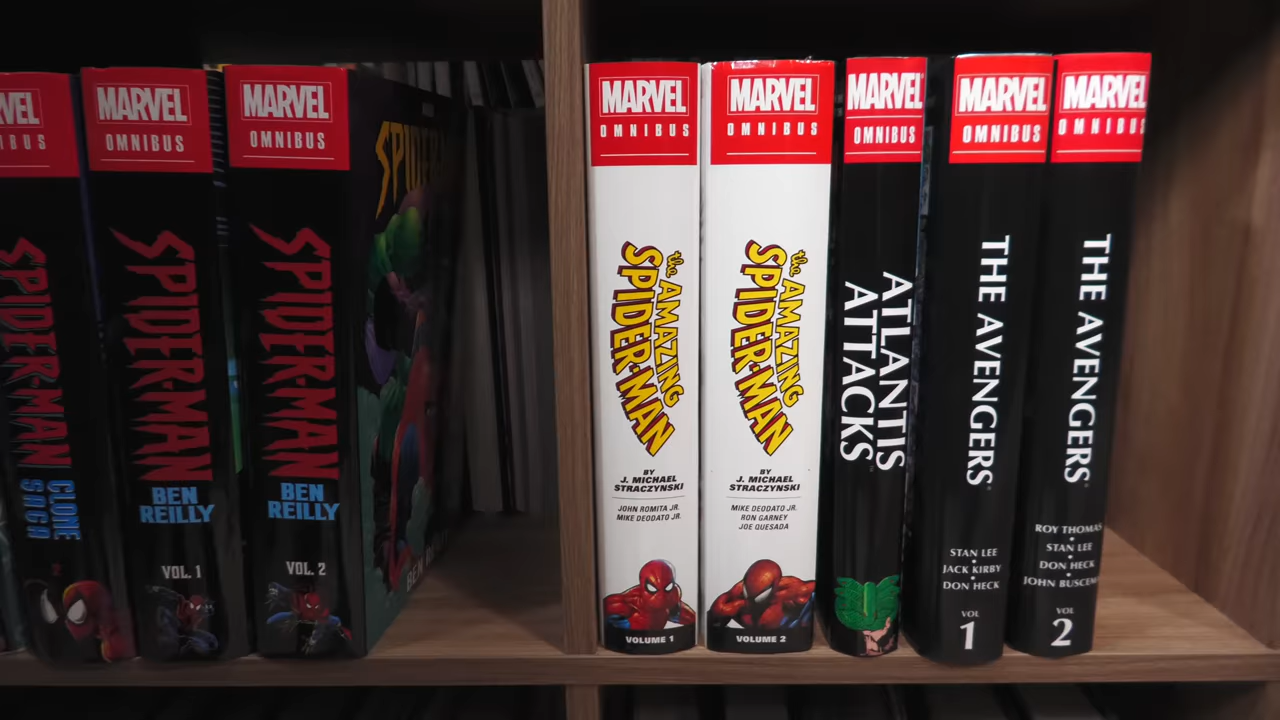 MARVEL
OMNIBUS
SPIDER-MAN
CLONE
SAGA
2
MARVEL
OMNIBUS
SPIDER-MAN
BEN
REILLY
VOL. 1
MARVEL
OMNIBUS
SPIDER-MAN
BEN
REILLY
VOL. 2
MARVEL
OMNIBUS
the AMAZING
SPIDER-MAN
BY
J. MICHAEL
STRACZYNSKI
JOHN ROMITA JR.
MIKE DEODATO JR.
VOLUME 1
MARVEL
OMNIBUS
the AMAZING
SPIDER-MAN
BY
J. MICHAEL
STRACZYNSKI
MIKE DEODATO JR.
RON GARNEY
JOE QUESADA
VOLUME 2
MARVEL
OMNIBUS
ATLANTIS
ATTACKS
MARVEL
OMNIBUS
THE AVENGERS
STAN LEE
•
JACK KIRBY
•
DON HECK
VOL
1
MARVEL
OMNIBUS
THE AVENGERS
ROY THOMAS
•
STAN LEE
•
DON HECK
•
JOHN BUSCEMA
VOL
2